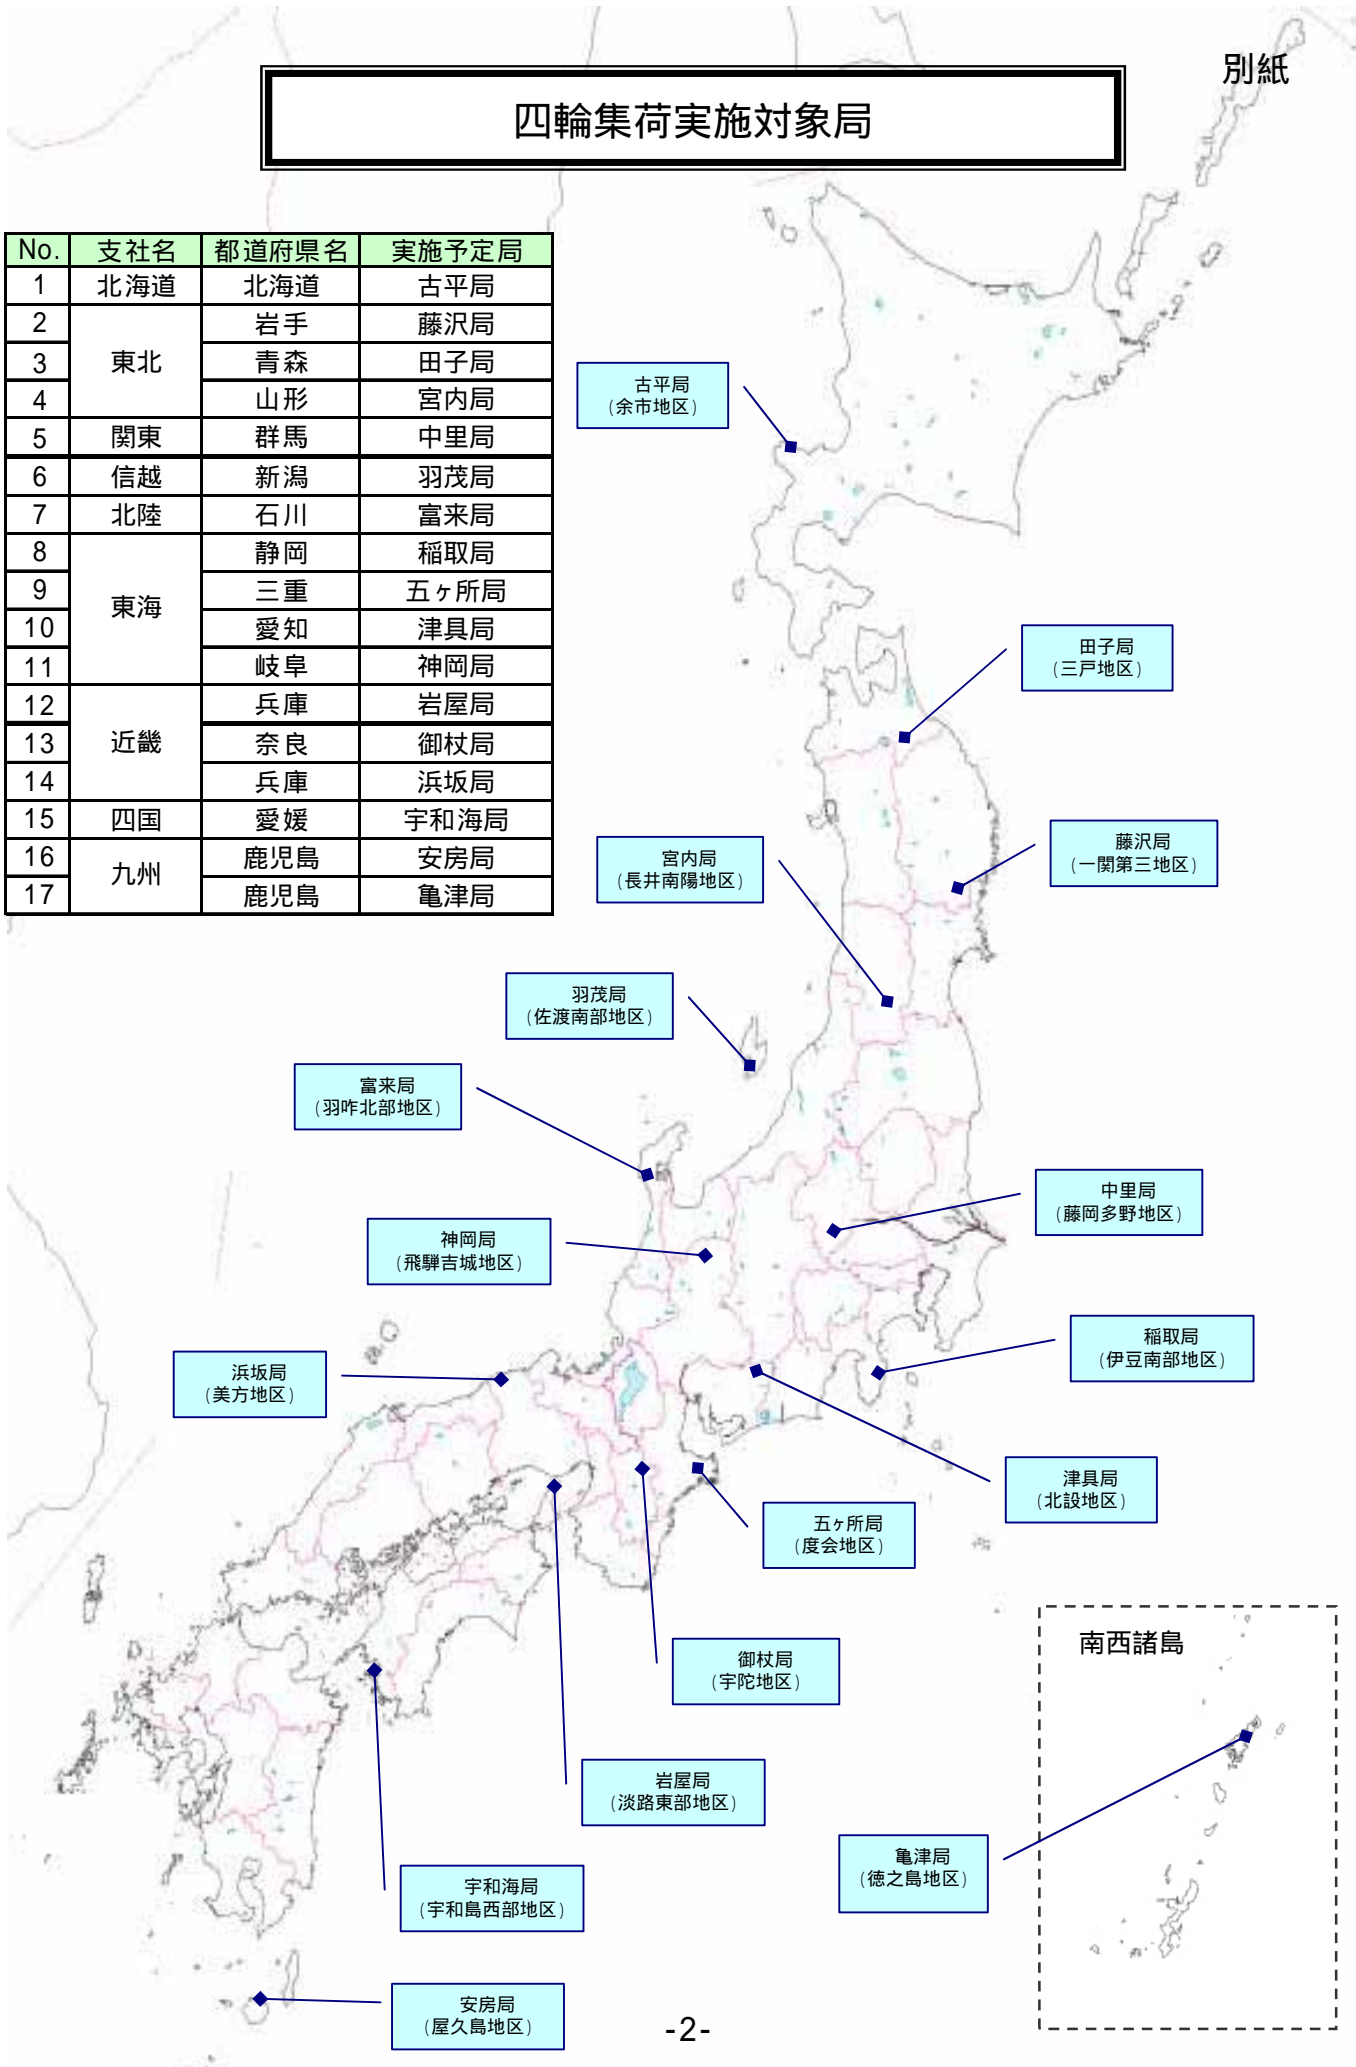 別紙
四輪集荷実施対象局
No. 支社名 都道府県名 実施予定局
1 北海道 北海道 古平局
2 東北 岩手 藤沢局
3 青森 田子局
4 山形 宮内局
5 関東 群馬 中里局
6 信越 新潟 羽茂局
7 北陸 石川 富来局
8 東海 静岡 稲取局
9 三重 五ヶ所局
10 愛知 津具局
11 岐阜 神岡局
12 近畿 兵庫 岩屋局
13 奈良 御杖局
14 兵庫 浜坂局
15 四国 愛媛 宇和海局
16 九州 鹿児島 安房局
17 鹿児島 亀津局
古平局
(余市地区)
田子局
(三戸地区)
藤沢局
(一関第三地区)
宮内局
(長井南陽地区)
羽茂局
(佐渡南部地区)
富来局
(羽咋北部地区)
中里局
(藤岡多野地区)
神岡局
(飛騨吉城地区)
稲取局
(伊豆南部地区)
浜坂局
(美方地区)
津具局
(北設地区)
五ヶ所局
(度会地区)
御杖局
(宇陀地区)
南西諸島
岩屋局
(淡路東部地区)
亀津局
(徳之島地区)
宇和海局
(宇和島西部地区)
安房局
(屋久島地区)
-2-